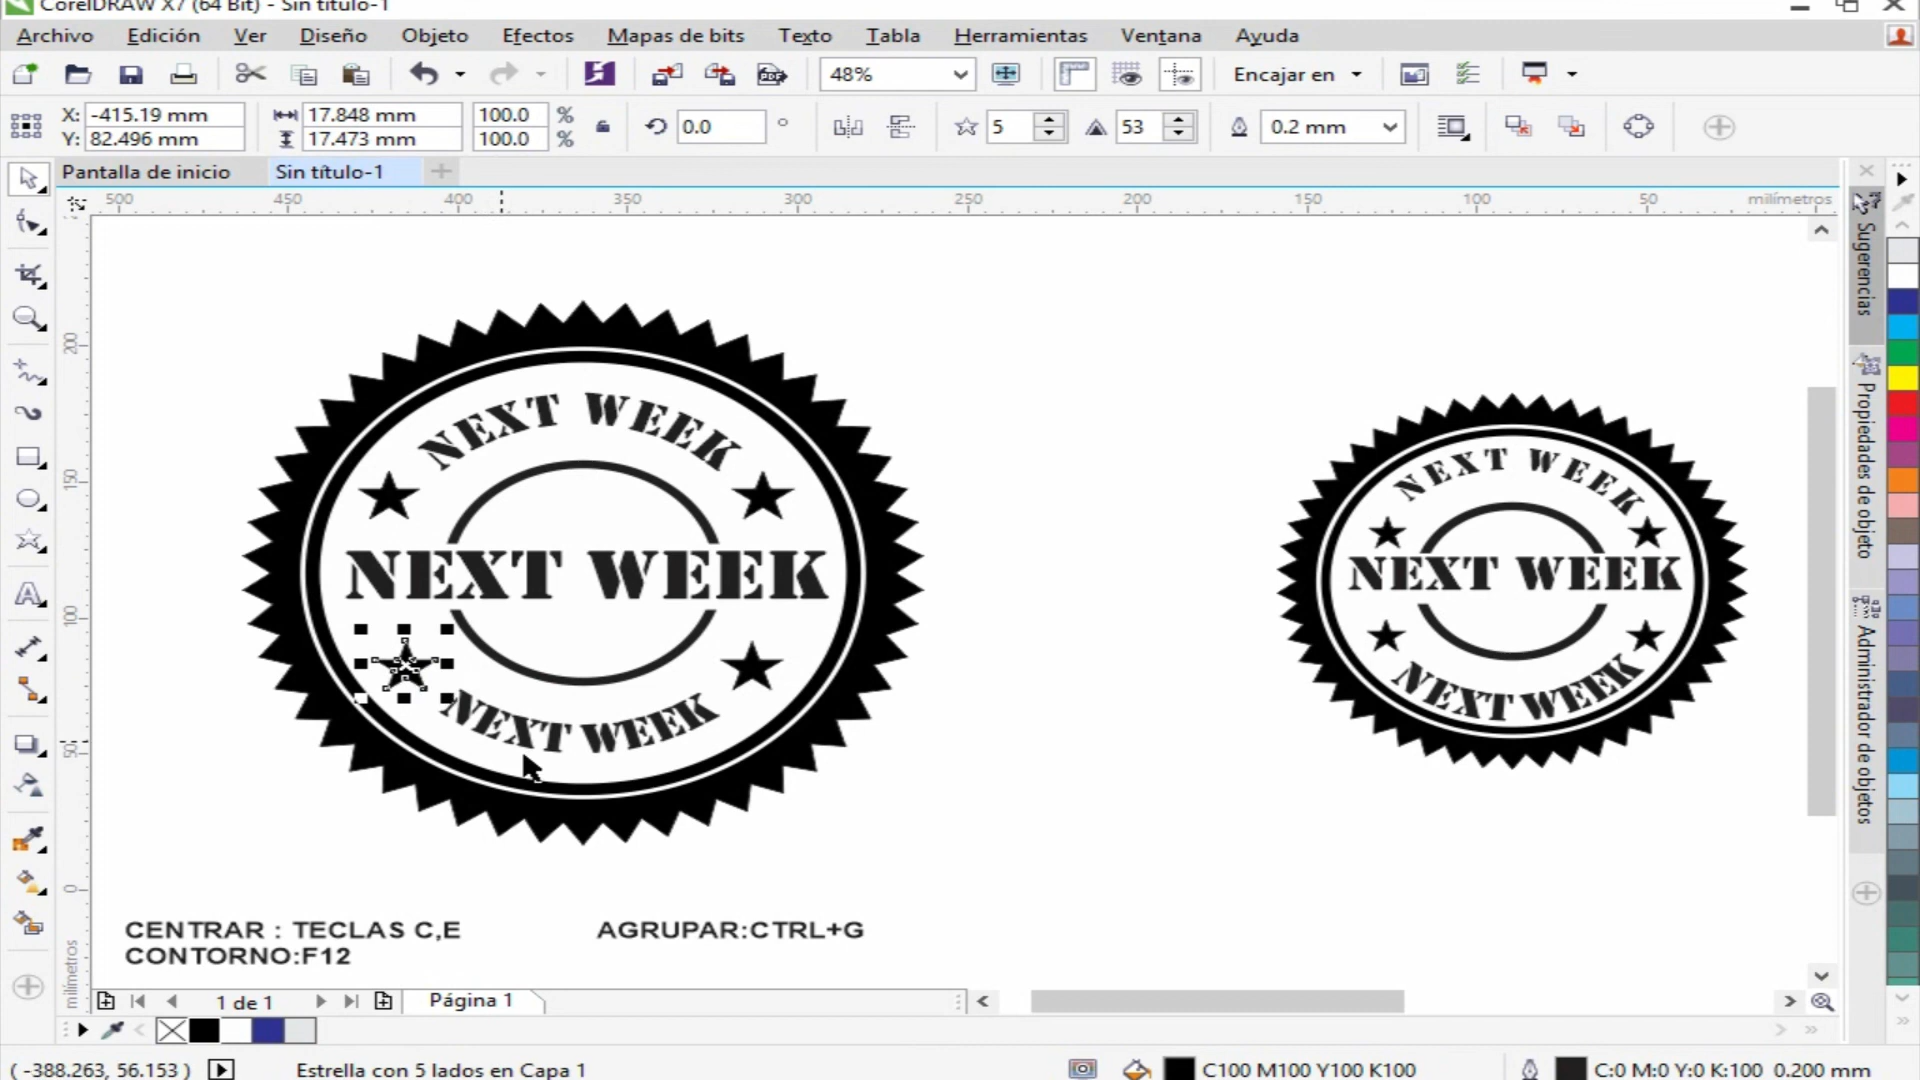 CorelDRAW X7 (64 Bit) - Sin título-1
Archivo Edición Ver Diseño Objeto Efectos Mapas de bits Texto Tabla Herramientas Ventana Ayuda
48% Encajar en
X: -415.19 mm 17.848 mm 100.0 %
Y: 82.496 mm 17.473 mm 100.0 %
0.0 ° 5 53 0.2 mm
Pantalla de inicio Sin título-1
500 450 400 350 300 250 200 150 100 50 milímetros
200
150
100
50
0
milímetros
NEXT WEEK
NEXT WEEK
NEXT WEEK
NEXT WEEK
NEXT WEEK
NEXT WEEK
Sugerencias
Propiedades de objeto
Administrador de objetos
CENTRAR : TECLAS C,E AGRUPAR:CTRL+G
CONTORNO:F12
1 de 1 Página 1
( -388.263, 56.153 ) Estrella con 5 lados en Capa 1 C100 M100 Y100 K100 C:0 M:0 Y:0 K:100 0.200 mm